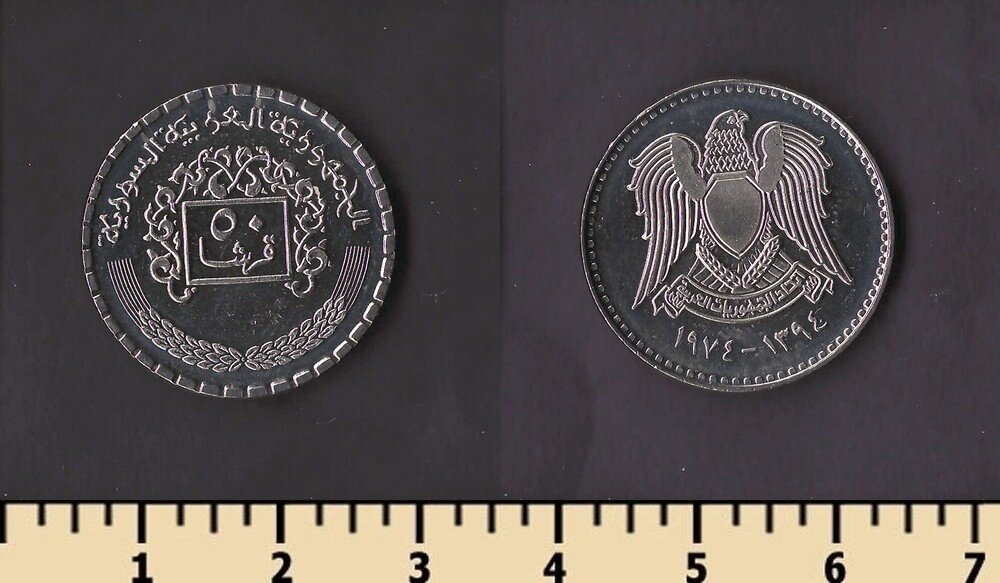 الجمهورية العربية السورية
٥٠
قرش
اتحاد الجمهوريات العربية
١٩٧٤ - ١٣٩٤
1 2 3 4 5 6 7